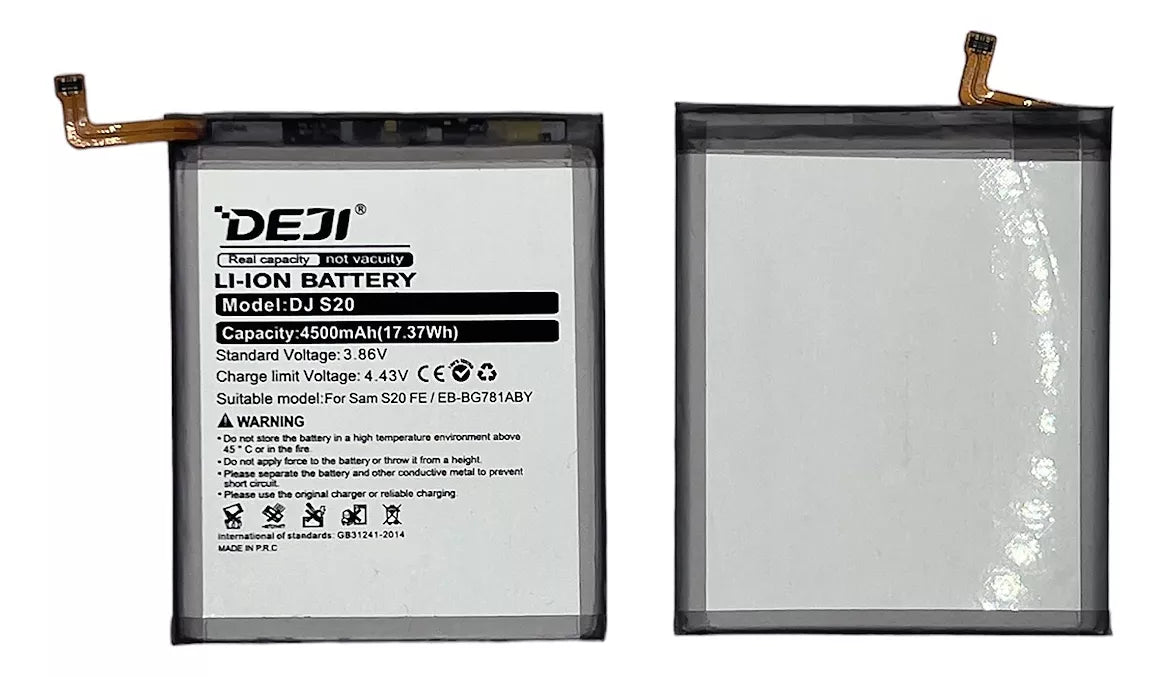 DEJI®
Real capacity not vacuity
LI-ION BATTERY
Model:DJ S20
Capacity:4500mAh(17.37Wh)
Standard Voltage: 3.86V
Charge limit Voltage: 4.43V CE
Suitable model:For Sam S20 FE / EB-BG781ABY
WARNING
• Do not store the battery in a high temperature environment above
45 ° C or in the fire.
• Do not apply force to the battery or throw it from a height.
• Please separate the battery and other conductive metal to prevent
short circuit.
• Please use the original charger or reliable charging.
International of standards: GB31241-2014
MADE IN P.R.C